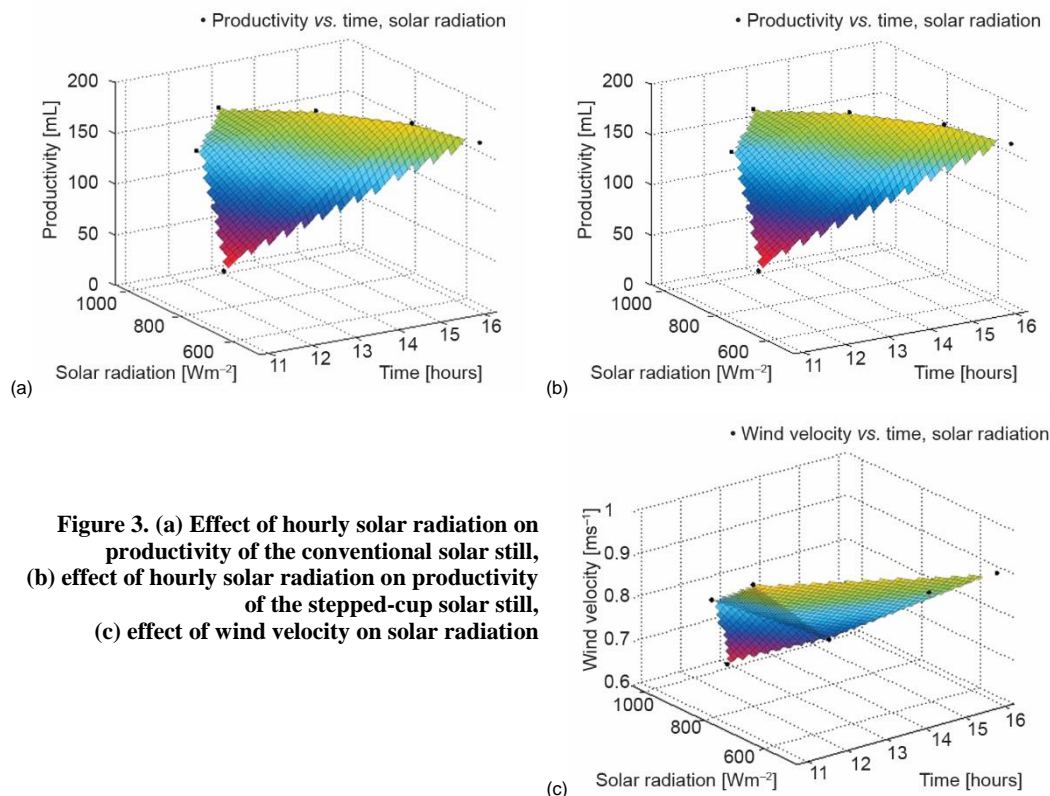 • Productivity vs. time, solar radiation
200
150
100
50
0
Productivity [mL]
1000
800
600
Solar radiation [Wm⁻²]
11
12
13
14
15
16
Time [hours]
(a)
• Productivity vs. time, solar radiation
200
150
100
50
0
Productivity [mL]
1000
800
600
Solar radiation [Wm⁻²]
11
12
13
14
15
16
Time [hours]
(b)
Figure 3. (a) Effect of hourly solar radiation on
productivity of the conventional solar still,
(b) effect of hourly solar radiation on productivity
of the stepped-cup solar still,
(c) effect of wind velocity on solar radiation
• Wind velocity vs. time, solar radiation
1
0.9
0.8
0.7
0.6
Wind velocity [ms⁻¹]
1000
800
600
Solar radiation [Wm⁻²]
11
12
13
14
15
16
Time [hours]
(c)